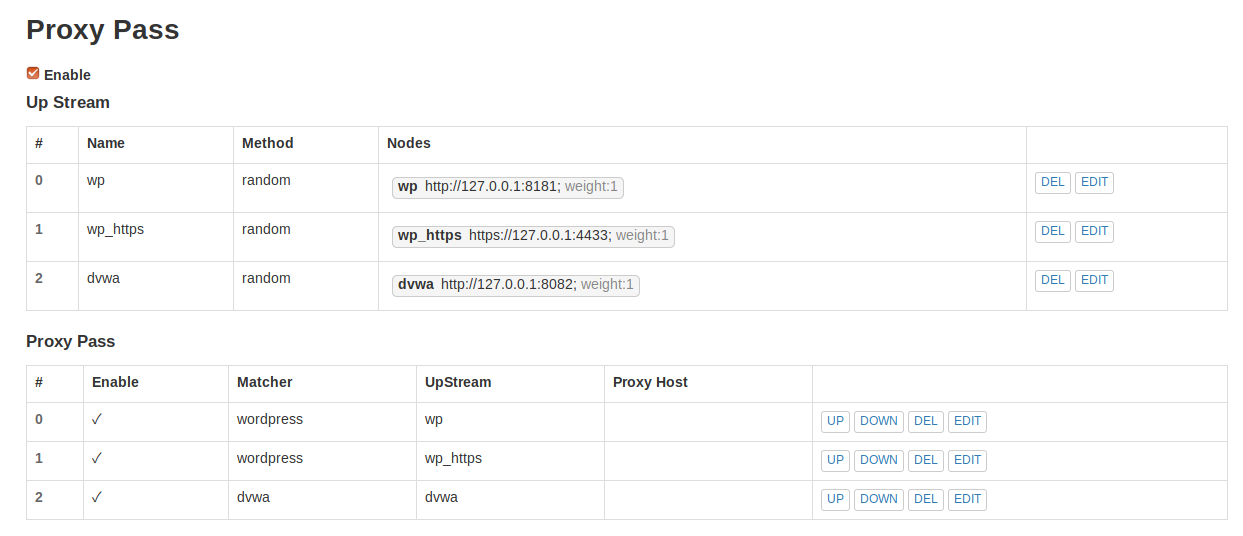 Proxy Pass
Enable
Up Stream
# Name Method Nodes
0 wp random wp http://127.0.0.1:8181; weight:1 DEL EDIT
1 wp_https random wp_https https://127.0.0.1:4433; weight:1 DEL EDIT
2 dvwa random dvwa http://127.0.0.1:8082; weight:1 DEL EDIT
Proxy Pass
# Enable Matcher UpStream Proxy Host
0 ✓ wordpress wp UP DOWN DEL EDIT
1 ✓ wordpress wp_https UP DOWN DEL EDIT
2 ✓ dvwa dvwa UP DOWN DEL EDIT